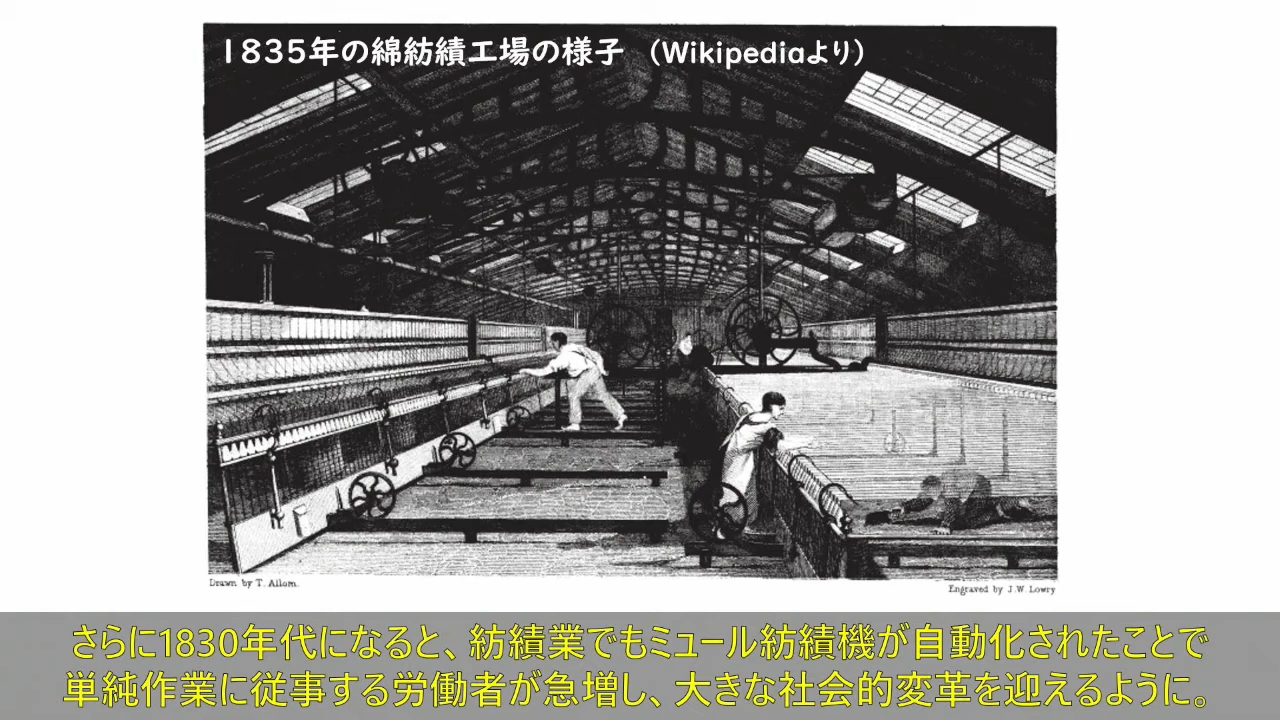 1835年の綿紡績工場の様子 （Wikipediaより）
Drawn by T. Allom.
Engraved by J.W. Lowry
さらに1830年代になると、紡績業でもミュール紡績機が自動化されたことで
単純作業に従事する労働者が急増し、大きな社会的変革を迎えるように。